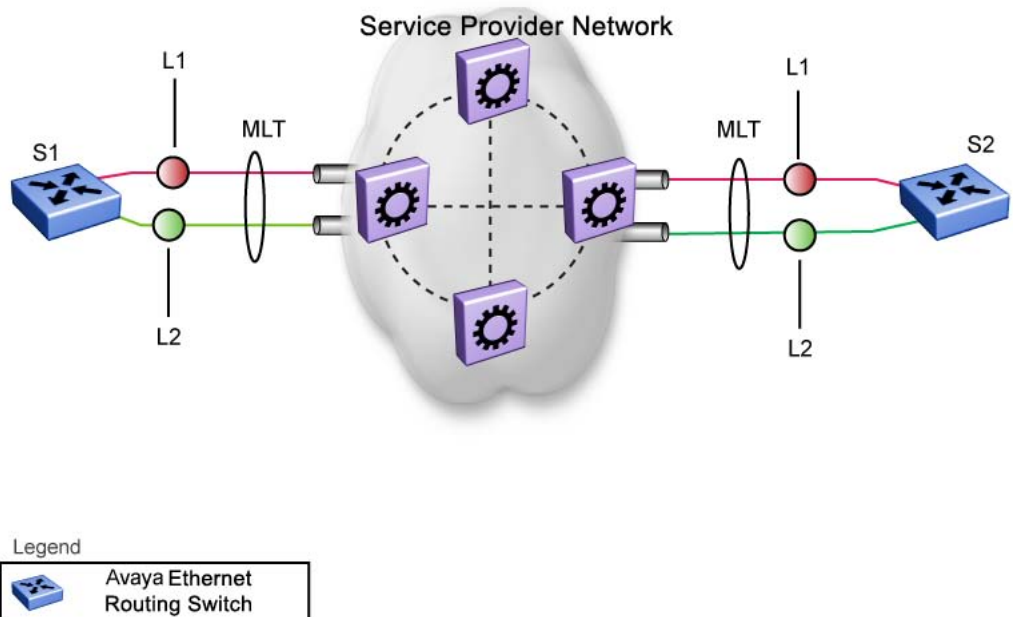 Service Provider Network
L1
L1
MLT
MLT
S1
S2
L2
L2
Legend
Avaya Ethernet
Routing Switch